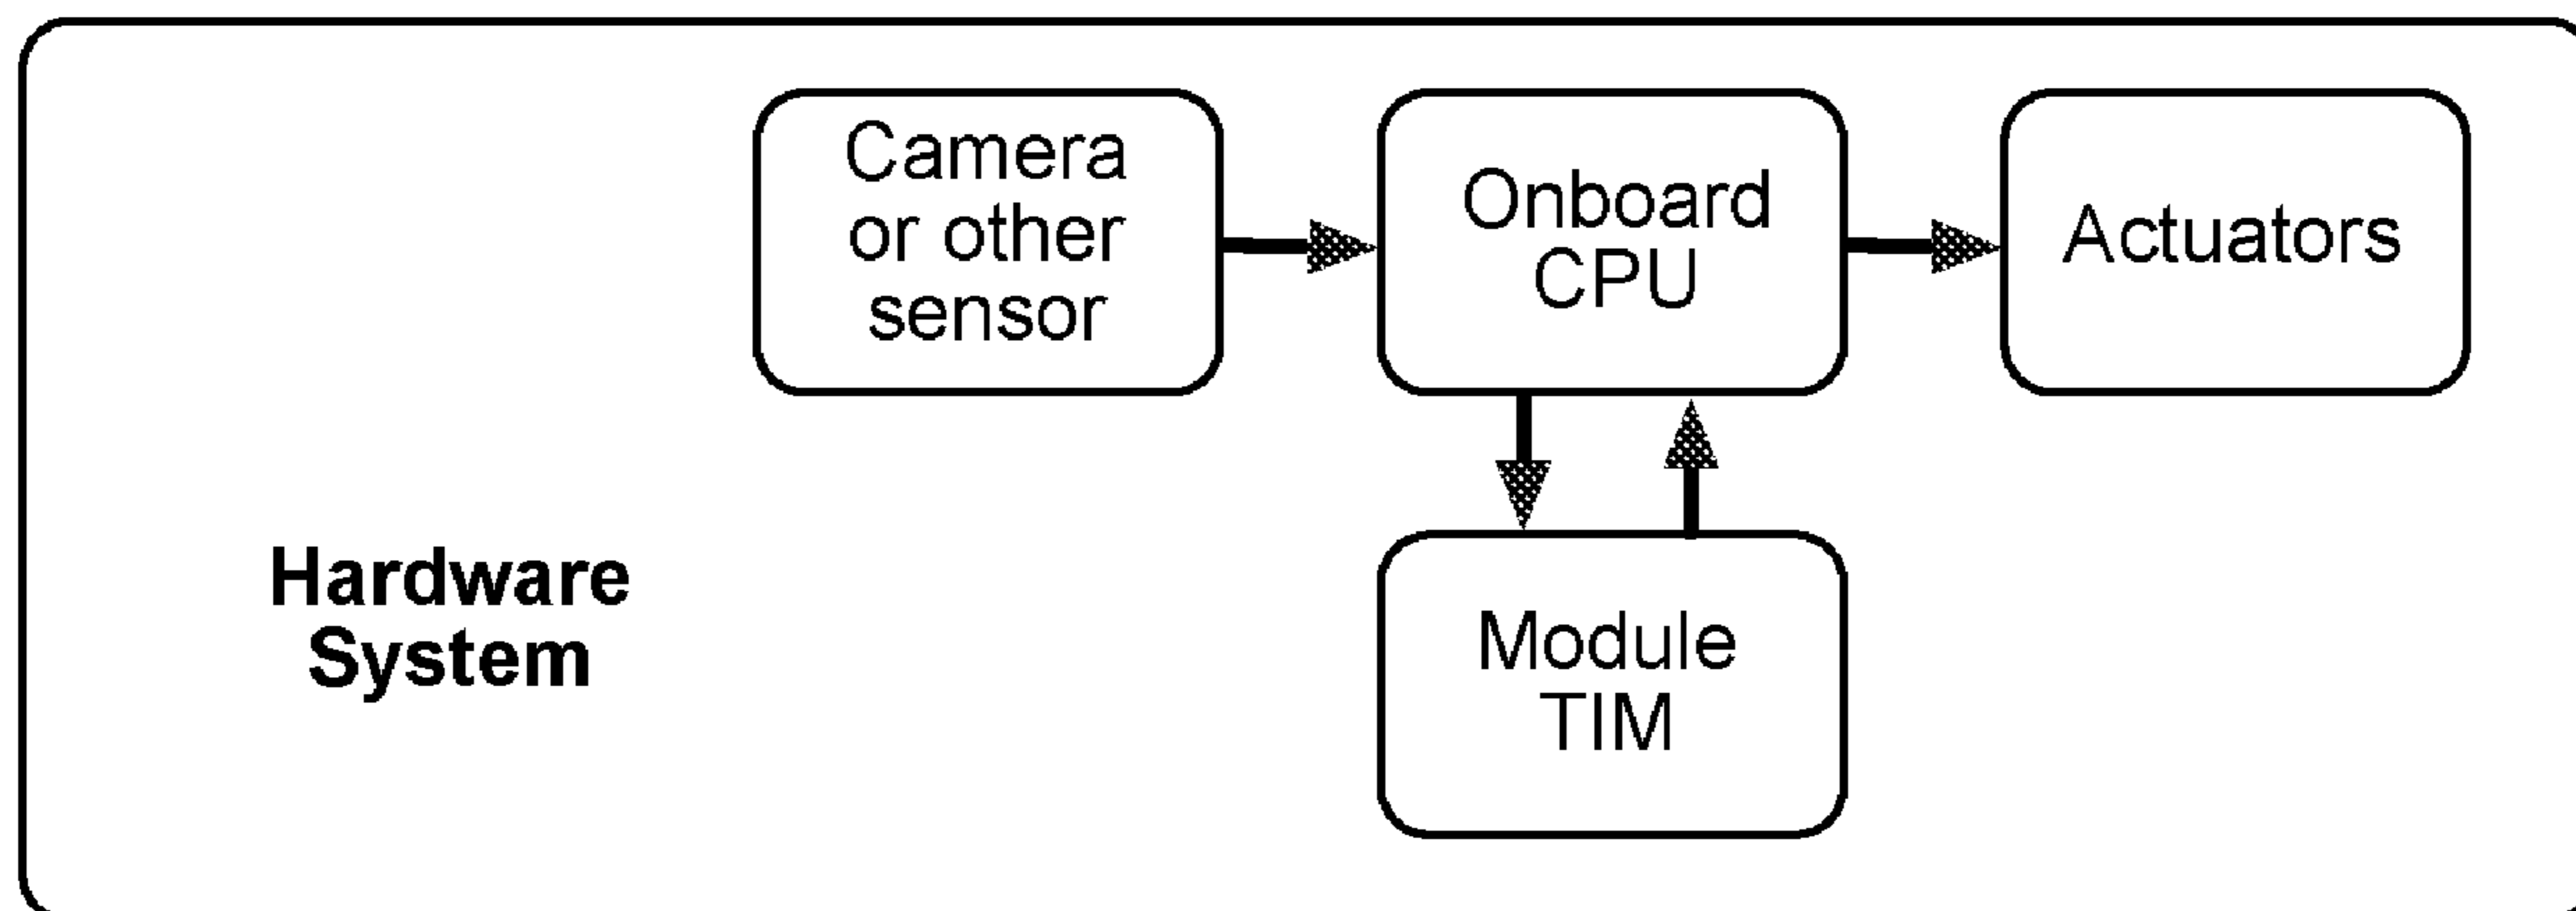 Camera
or other
sensor
Onboard
CPU
Actuators
Hardware
System
Module
TIM